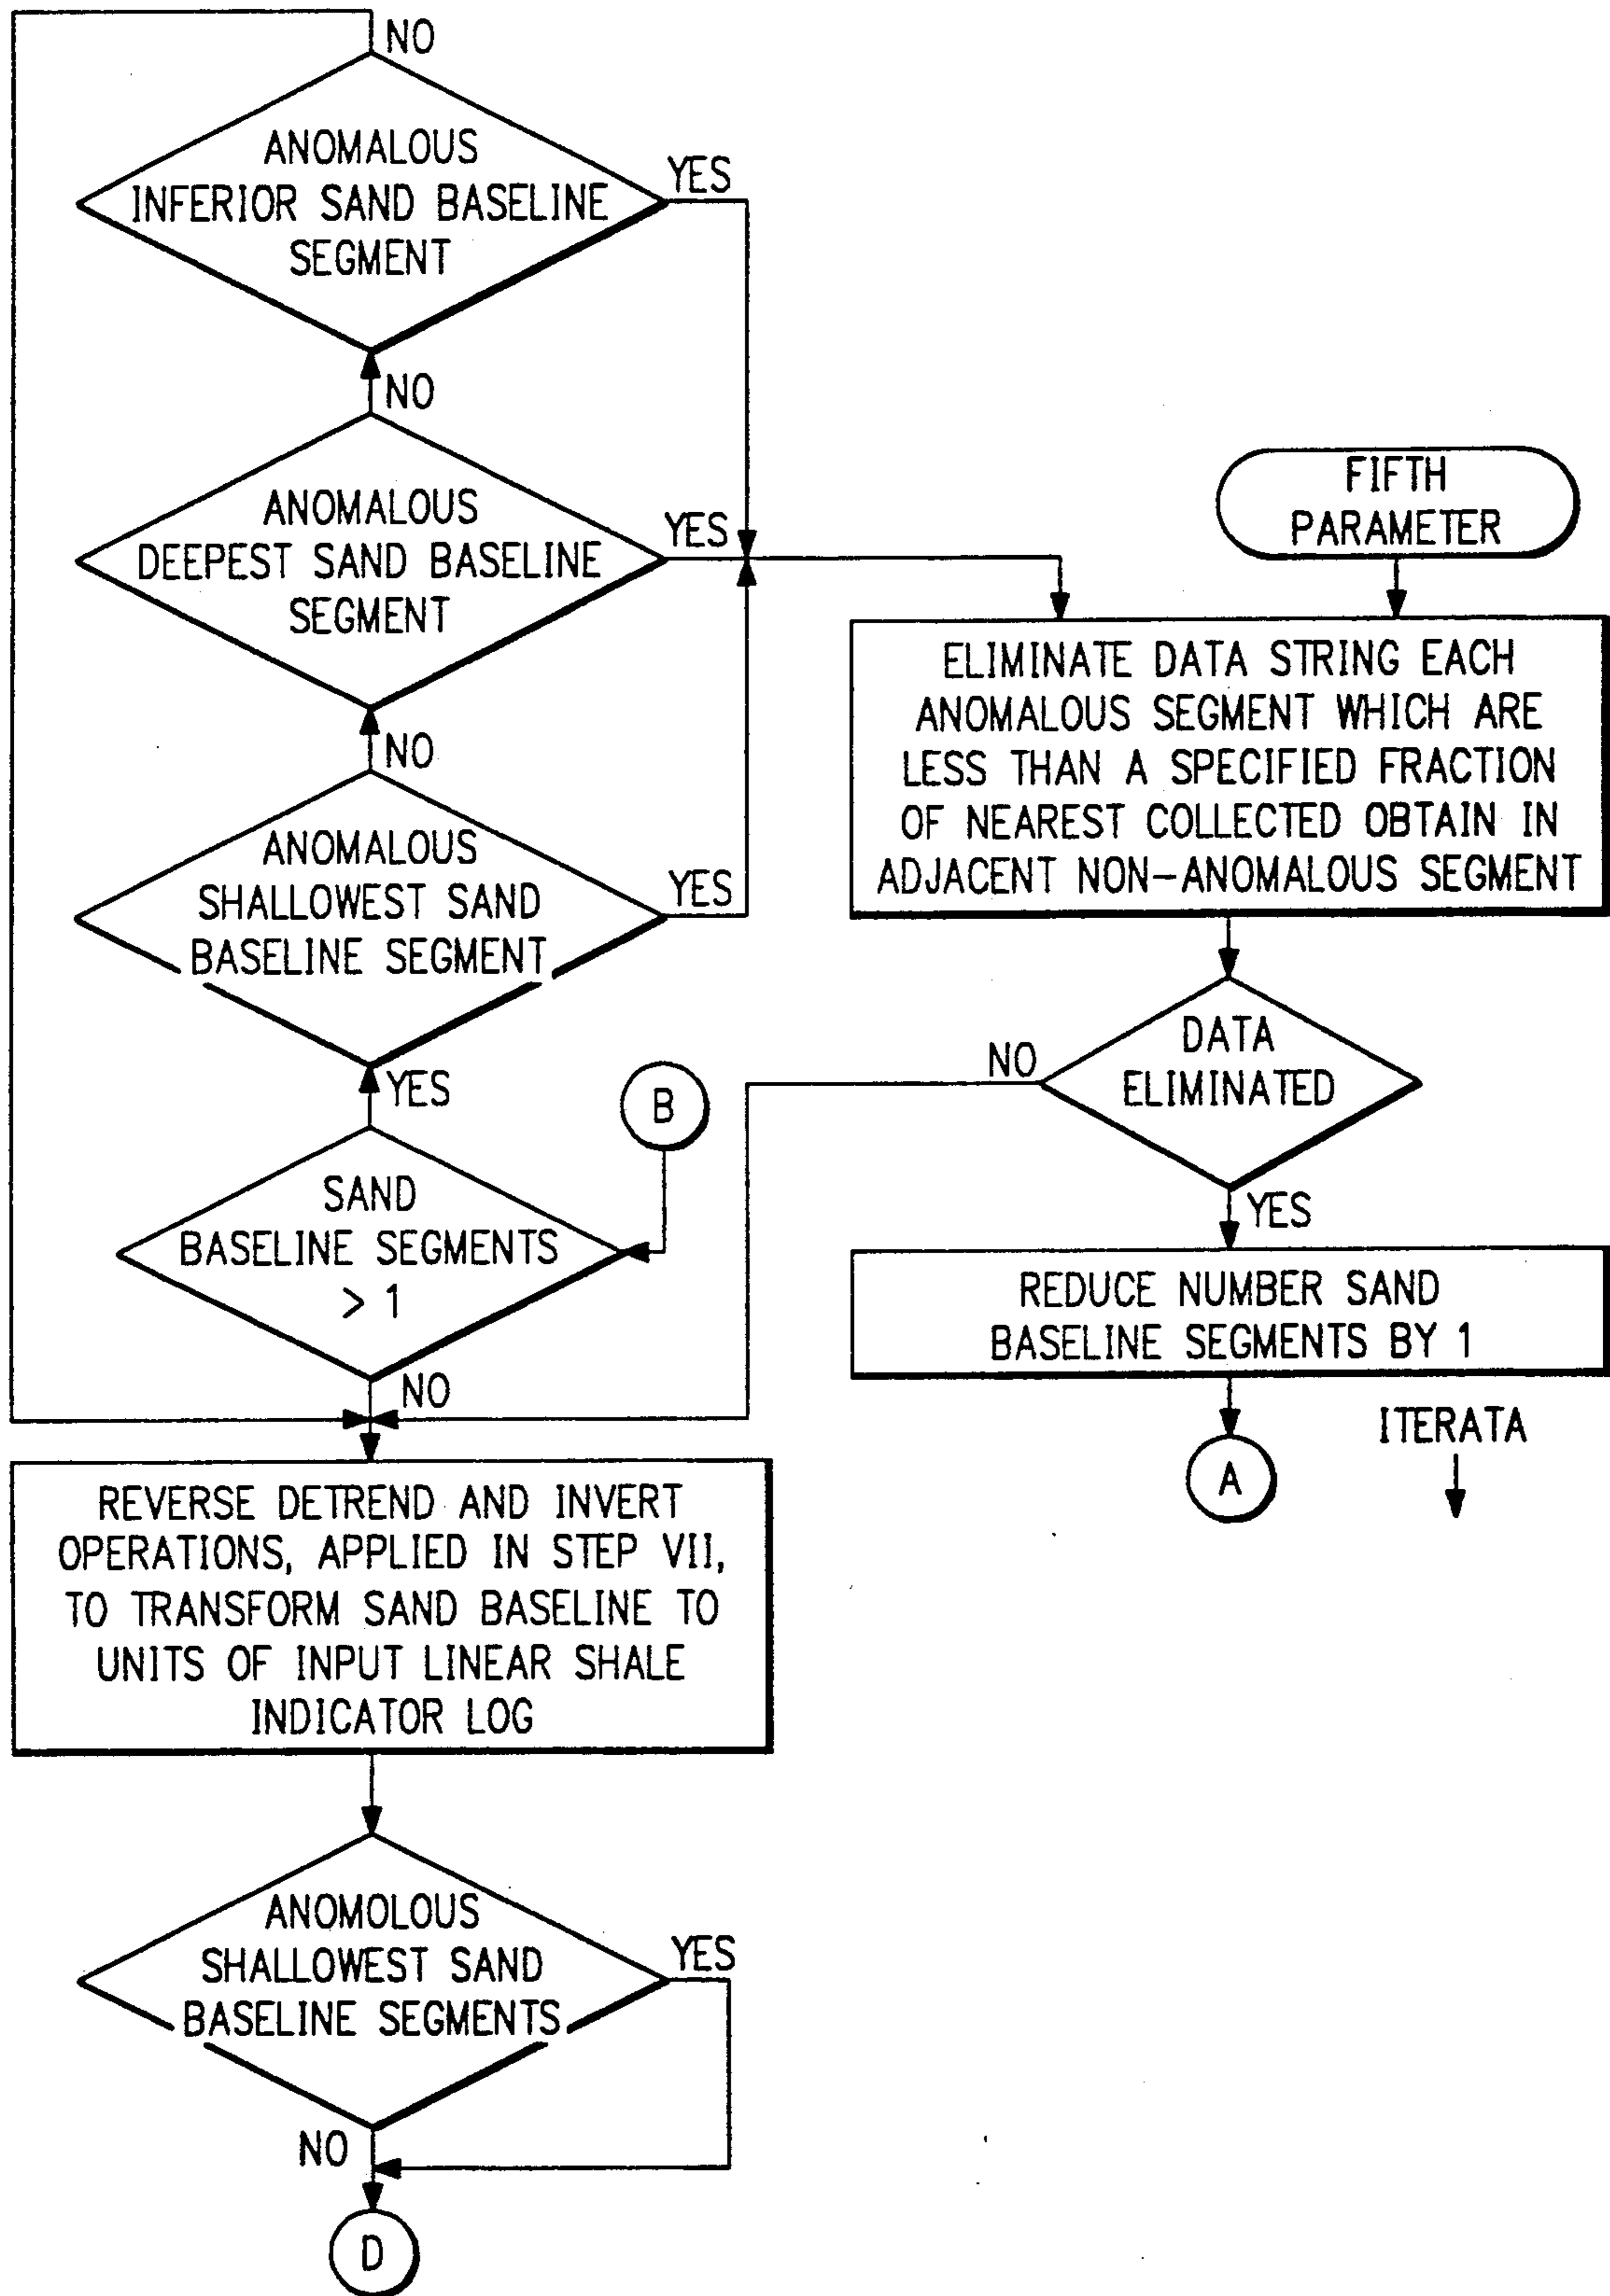 NO
ANOMALOUS
INFERIOR SAND BASELINE
SEGMENT
YES
NO
ANOMALOUS
DEEPEST SAND BASELINE
SEGMENT
YES
NO
ANOMALOUS
SHALLOWEST SAND
BASELINE SEGMENT
YES
YES
B
SAND
BASELINE SEGMENTS
> 1
NO
FIFTH
PARAMETER
ELIMINATE DATA STRING EACH
ANOMALOUS SEGMENT WHICH ARE
LESS THAN A SPECIFIED FRACTION
OF NEAREST COLLECTED OBTAIN IN
ADJACENT NON-ANOMALOUS SEGMENT
DATA
ELIMINATED
NO
YES
REDUCE NUMBER SAND
BASELINE SEGMENTS BY 1
A
ITERATA
REVERSE DETREND AND INVERT
OPERATIONS, APPLIED IN STEP VII,
TO TRANSFORM SAND BASELINE TO
UNITS OF INPUT LINEAR SHALE
INDICATOR LOG
ANOMOLOUS
SHALLOWEST SAND
BASELINE SEGMENTS
YES
NO
D